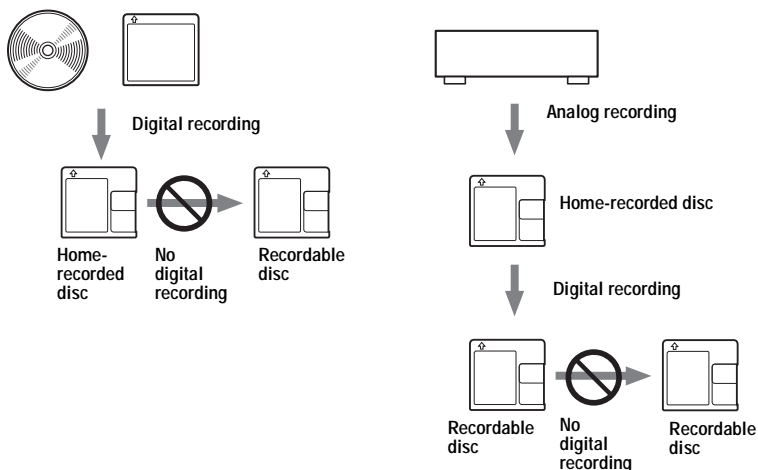 Digital recording
Home-
recorded
disc
No
digital
recording
Recordable
disc
Analog recording
Home-recorded disc
Digital recording
Recordable
disc
No
digital
recording
Recordable
disc